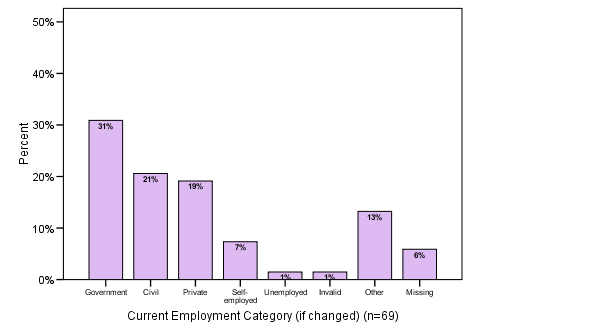 50%
40%
30%
20%
10%
0%
Percent
31%
21%
19%
7%
1%
1%
13%
6%
Government
Civil
Private
Self-
employed
Unemployed
Invalid
Other
Missing
Current Employment Category (if changed) (n=69)